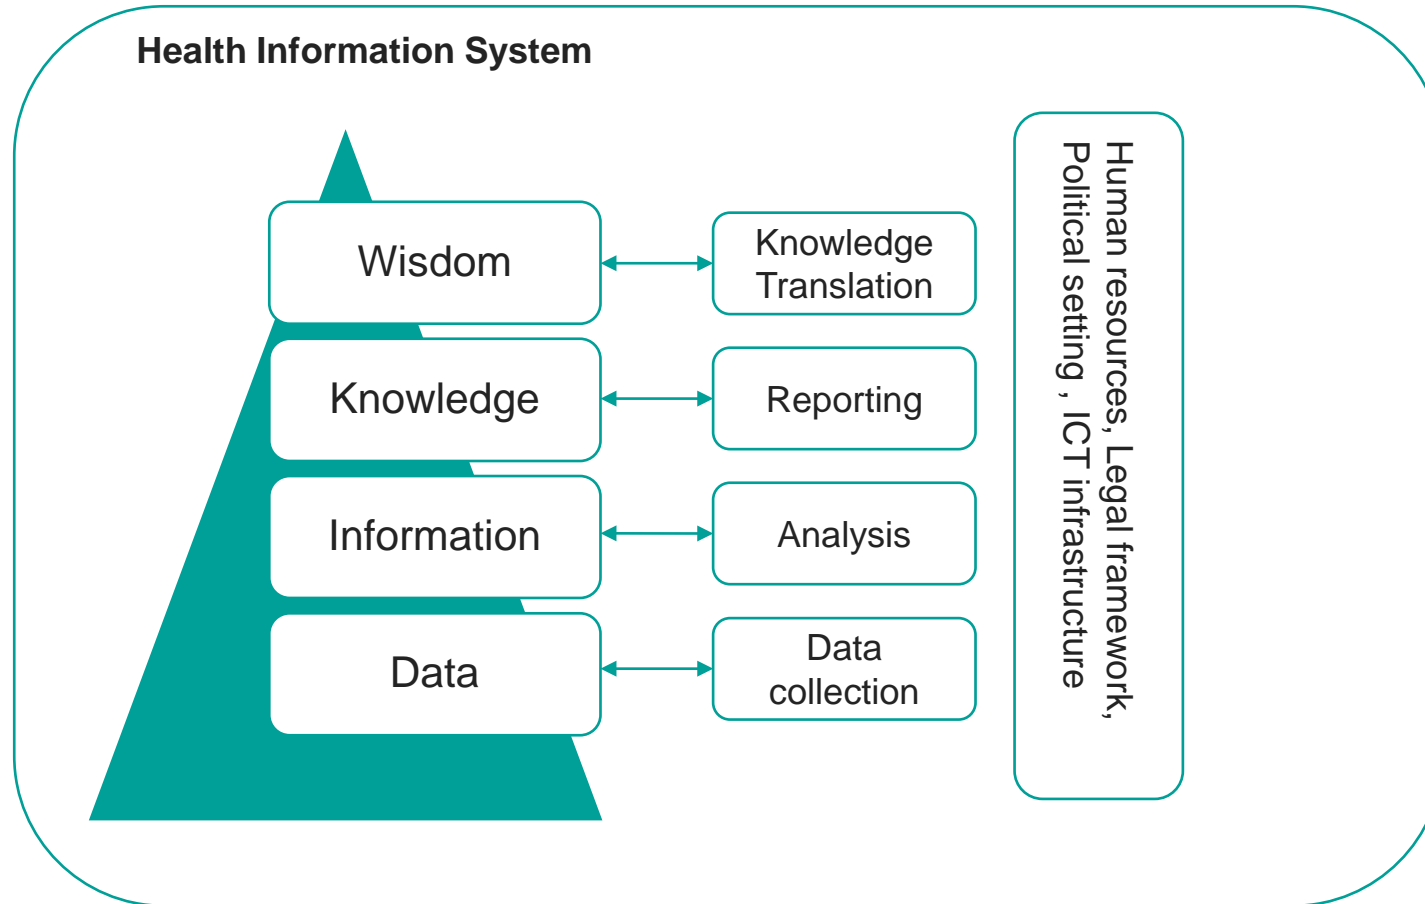 Health Information System
Wisdom
Knowledge
Translation
Knowledge
Reporting
Information
Analysis
Data
Data
collection
Human resources, Legal framework,
Political setting , ICT infrastructure